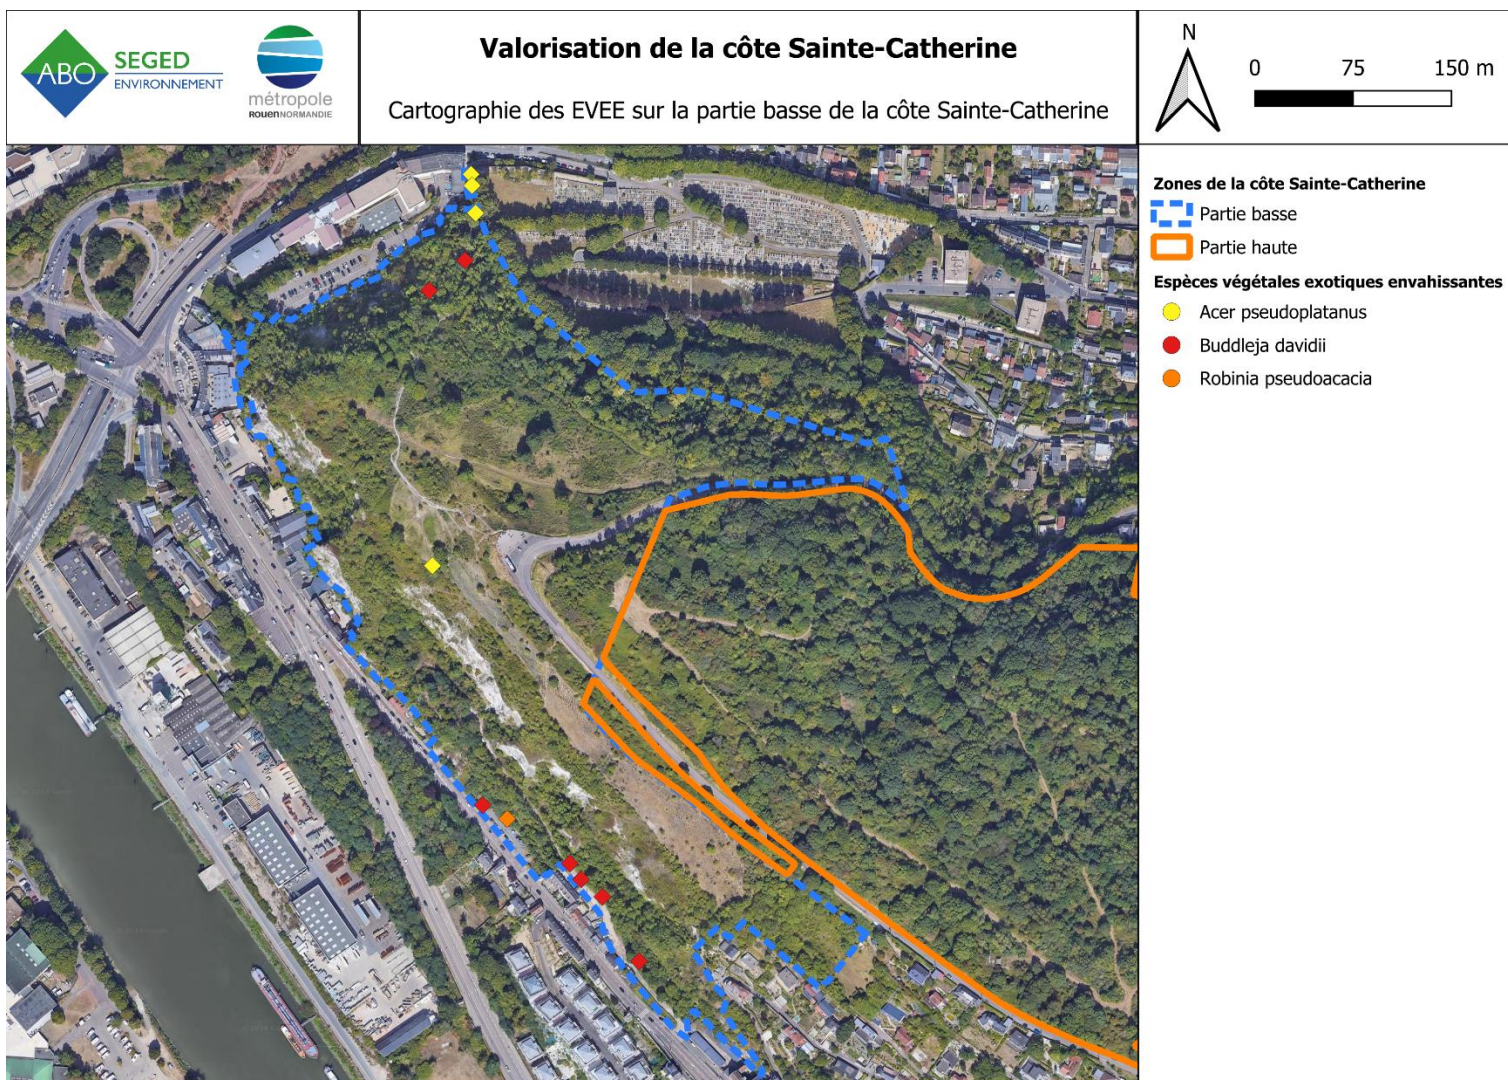 ABO
SEGED
ENVIRONNEMENT
métropole
ROUENNORMANDIE
Valorisation de la côte Sainte-Catherine
Cartographie des EVEE sur la partie basse de la côte Sainte-Catherine
N
0 75 150 m
Zones de la côte Sainte-Catherine
Partie basse
Partie haute
Espèces végétales exotiques envahissantes
Acer pseudoplatanus
Buddleja davidii
Robinia pseudoacacia